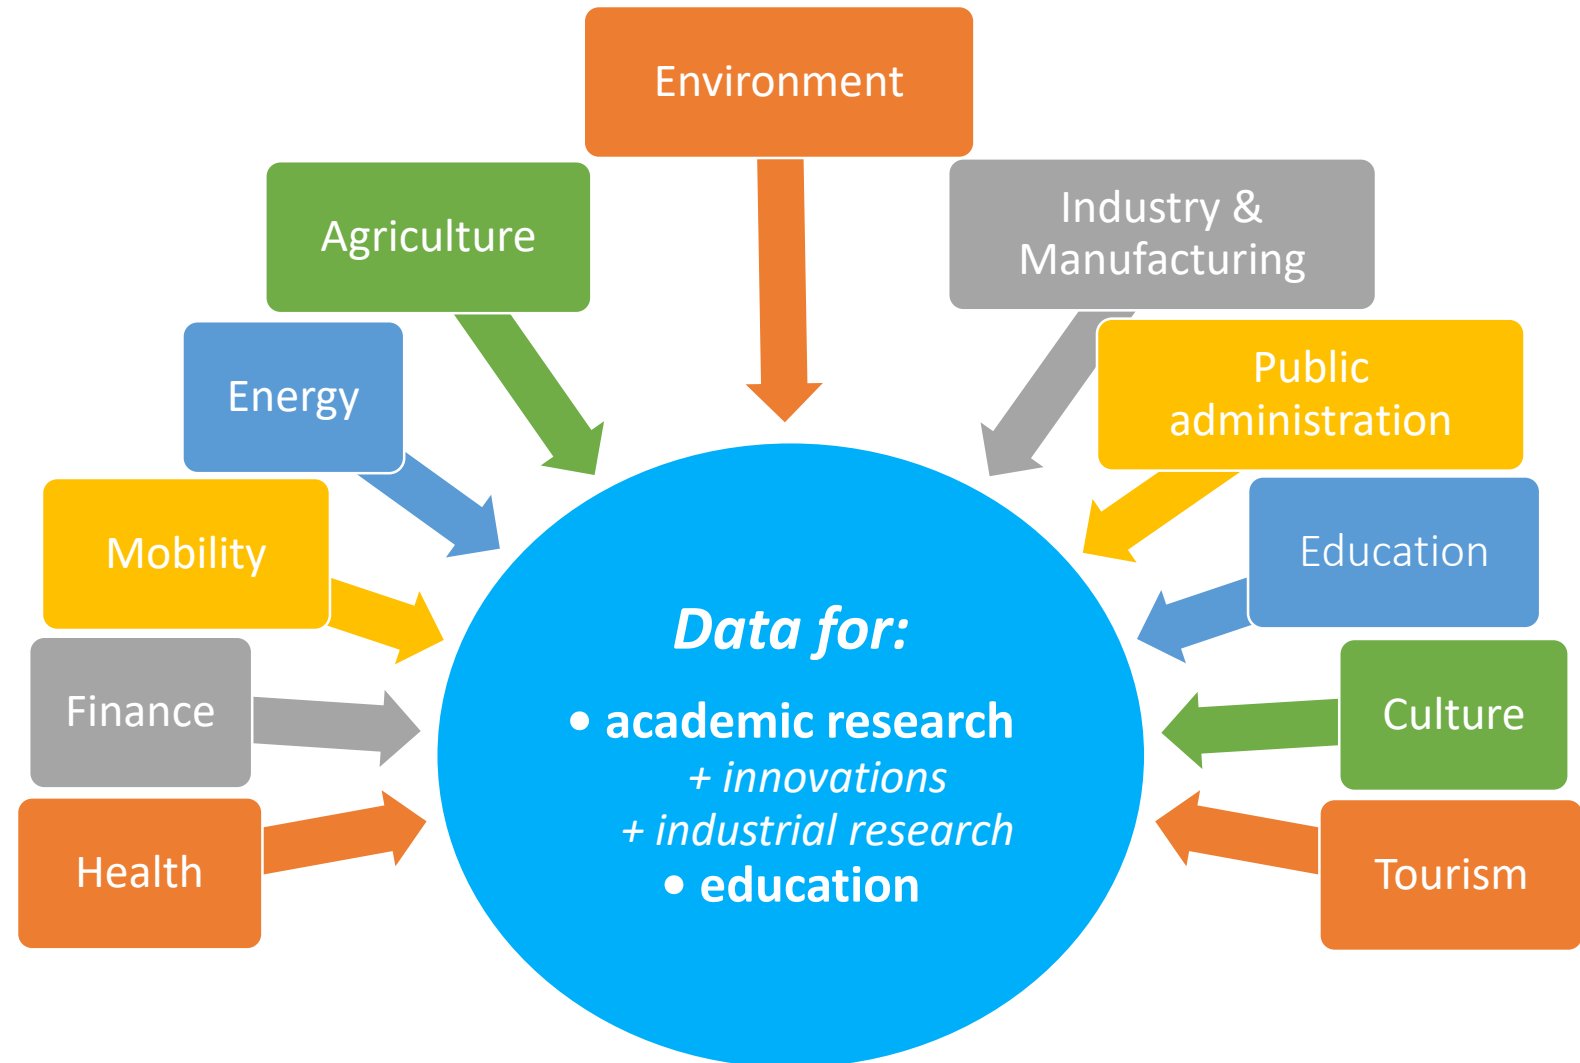 Environment
Agriculture
Industry &
Manufacturing
Energy
Public
administration
Mobility
Education
Finance
Culture
Health
Tourism
Data for:
• academic research
+ innovations
+ industrial research
• education